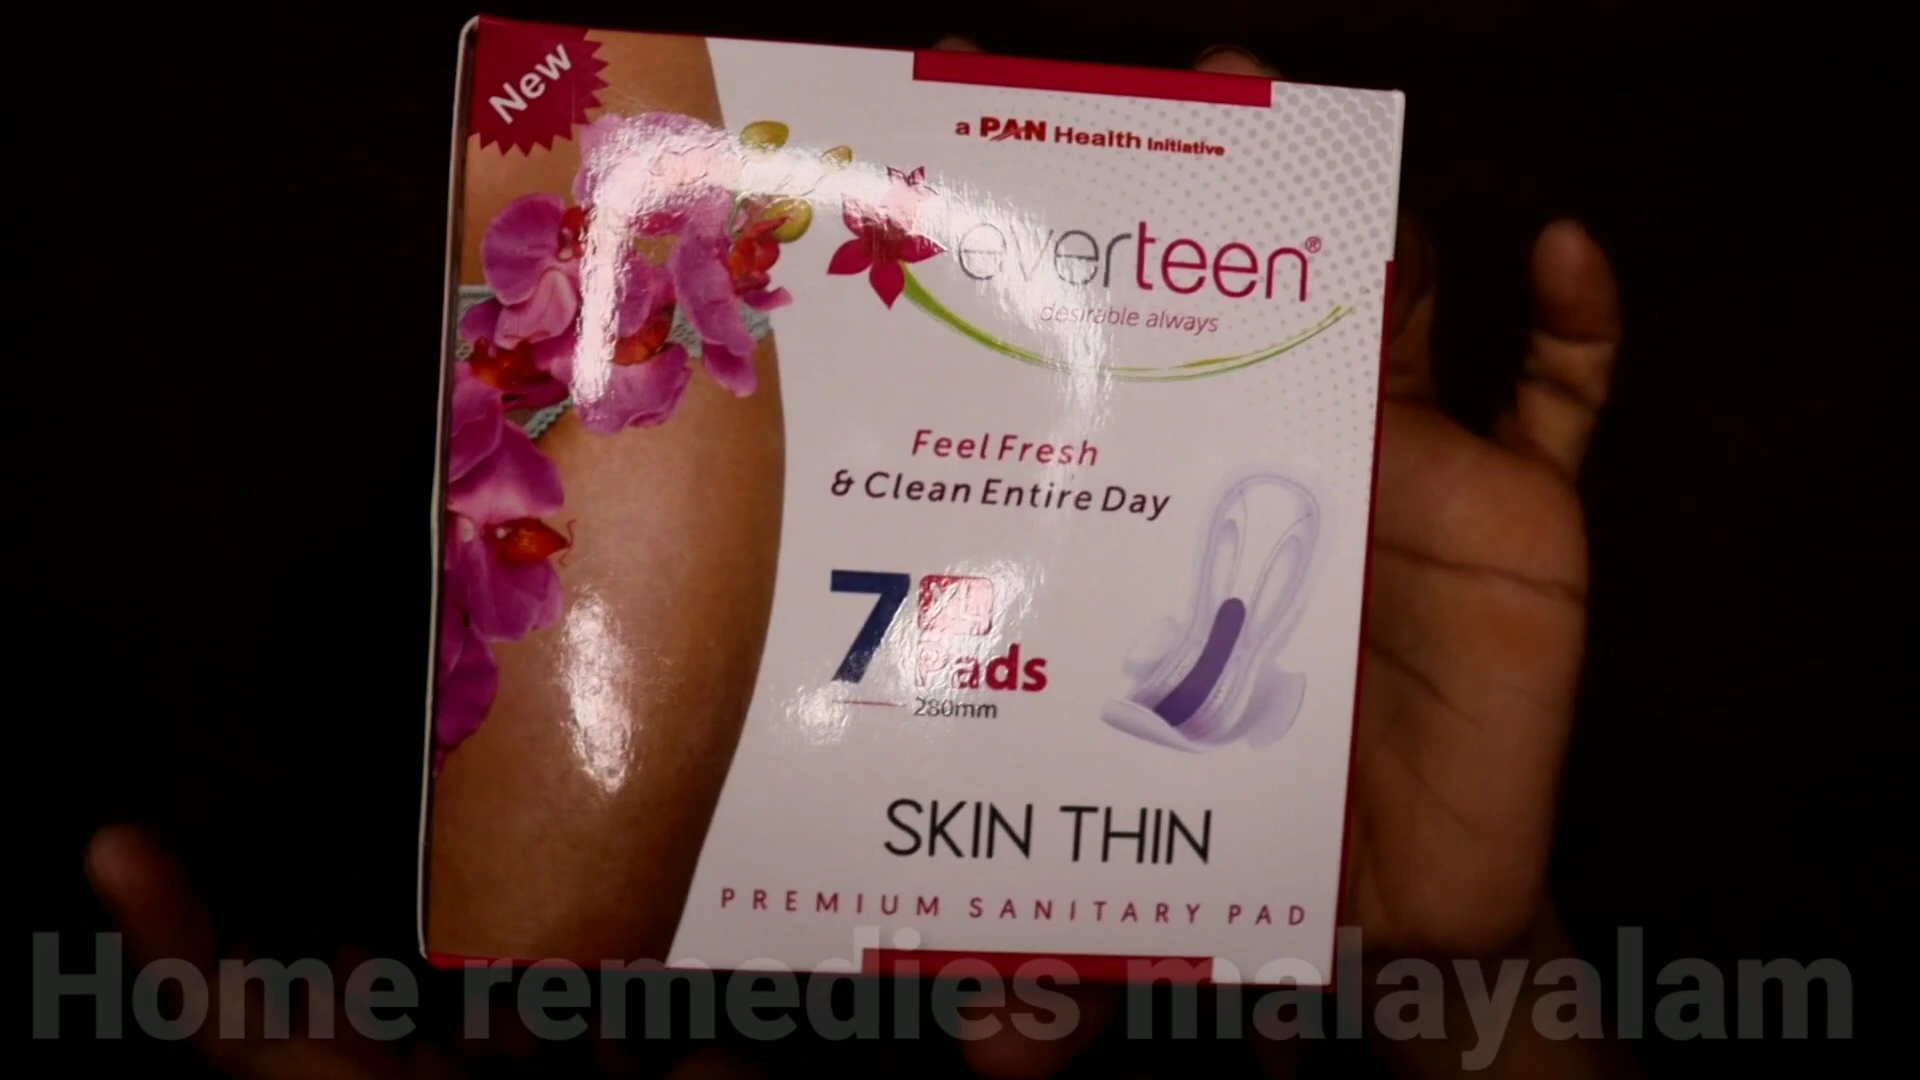 New
a PAN Health Initiative
everteen®
desirable always
Feel Fresh
& Clean Entire Day
7 XL
Pads
280mm
SKIN THIN
PREMIUM SANITARY PAD
Home remedies malayalam